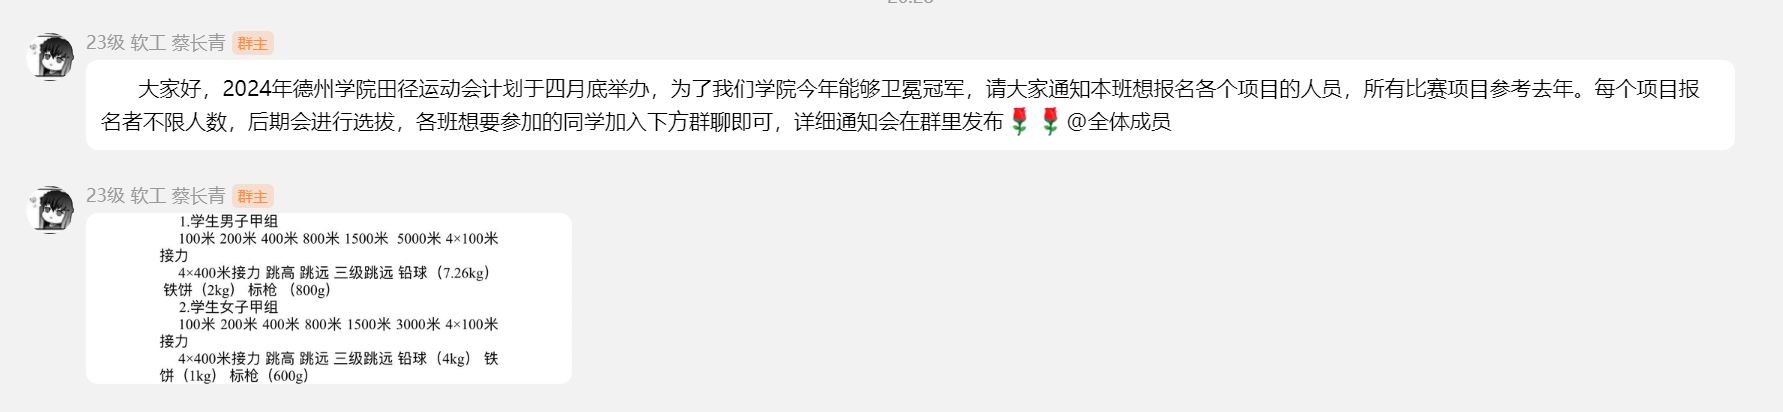 23级 软工 蔡长青 群主
大家好，2024年德州学院田径运动会计划于四月底举办，为了我们学院今年能够卫冕冠军，请大家通知本班想报名各个项目的人员，所有比赛项目参考去年。每个项目报
名者不限人数，后期会进行选拔，各班想要参加的同学加入下方群聊即可，详细通知会在群里发布🌹🌹@全体成员
23级 软工 蔡长青 群主
1.学生男子甲组
100米 200米 400米 800米 1500米 5000米 4×100米
接力
4×400米接力 跳高 跳远 三级跳远 铅球（7.26kg）
铁饼（2kg） 标枪 （800g）
2.学生女子甲组
100米 200米 400米 800米 1500米 3000米 4×100米
接力
4×400米接力 跳高 跳远 三级跳远 铅球（4kg） 铁
饼（1kg） 标枪（600g）